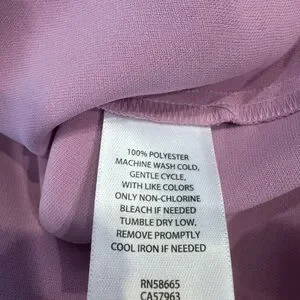 100% POLYESTER
MACHINE WASH COLD,
GENTLE CYCLE,
WITH LIKE COLORS
ONLY NON-CHLORINE
BLEACH IF NEEDED
TUMBLE DRY LOW,
REMOVE PROMPTLY
COOL IRON IF NEEDED
RN58665
CA57963